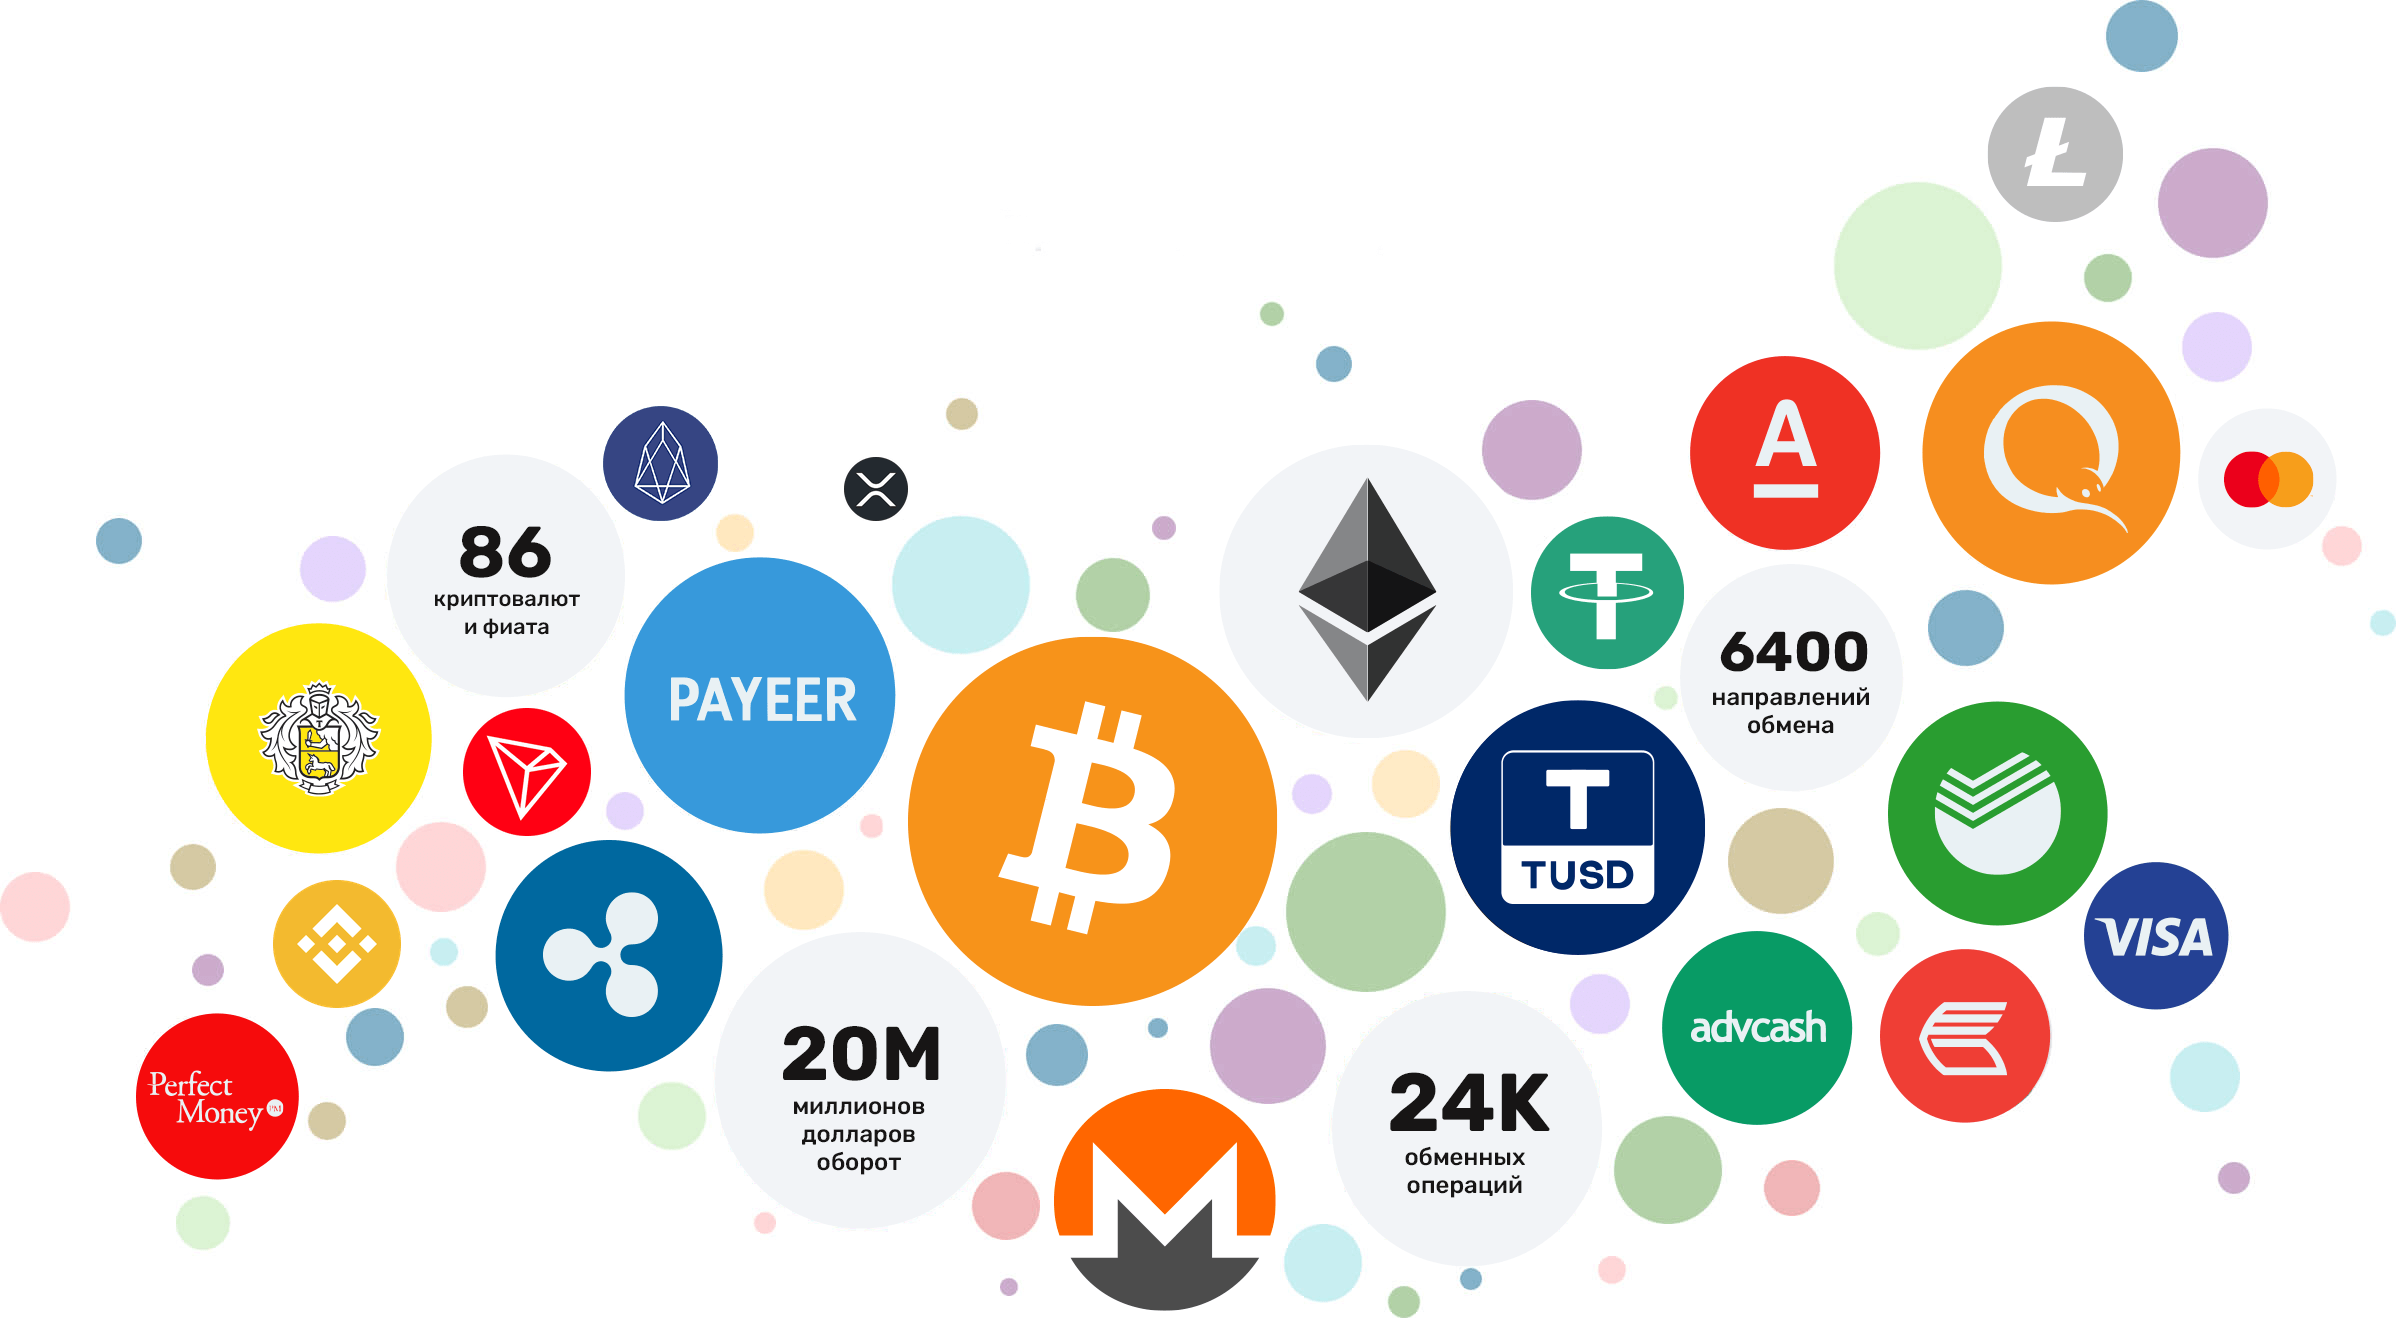 86
криптовалют
и фиата
PAYEER
A
T
6400
направлений
обмена
T
TUSD
VISA
advcash
20M
миллионов
долларов
оборот
24K
обменных
операций
Perfect
Money PM